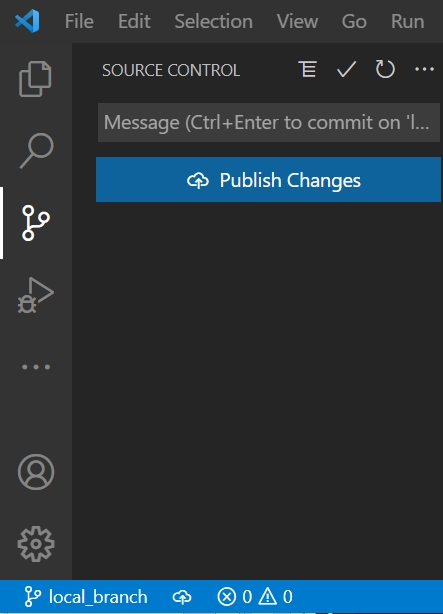 File Edit Selection View Go Run
SOURCE CONTROL
Message (Ctrl+Enter to commit on 'l...
Publish Changes
local_branch 0 0